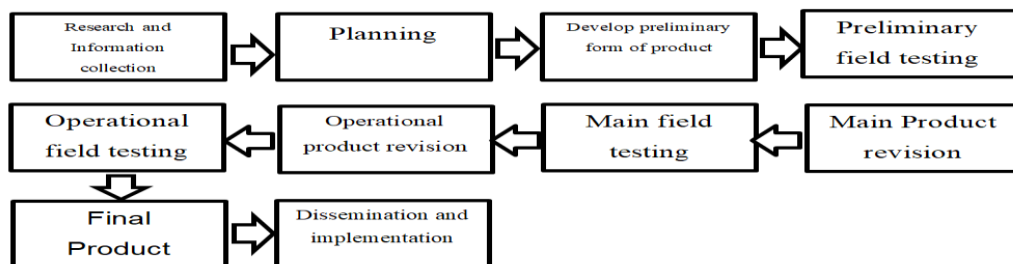 Research and
Information
collection
Planning
Develop preliminary
form of product
Preliminary
field testing
Main Product
revision
Main field
testing
Operational
product revision
Operational
field testing
Final
Product
Dissemination and
implementation